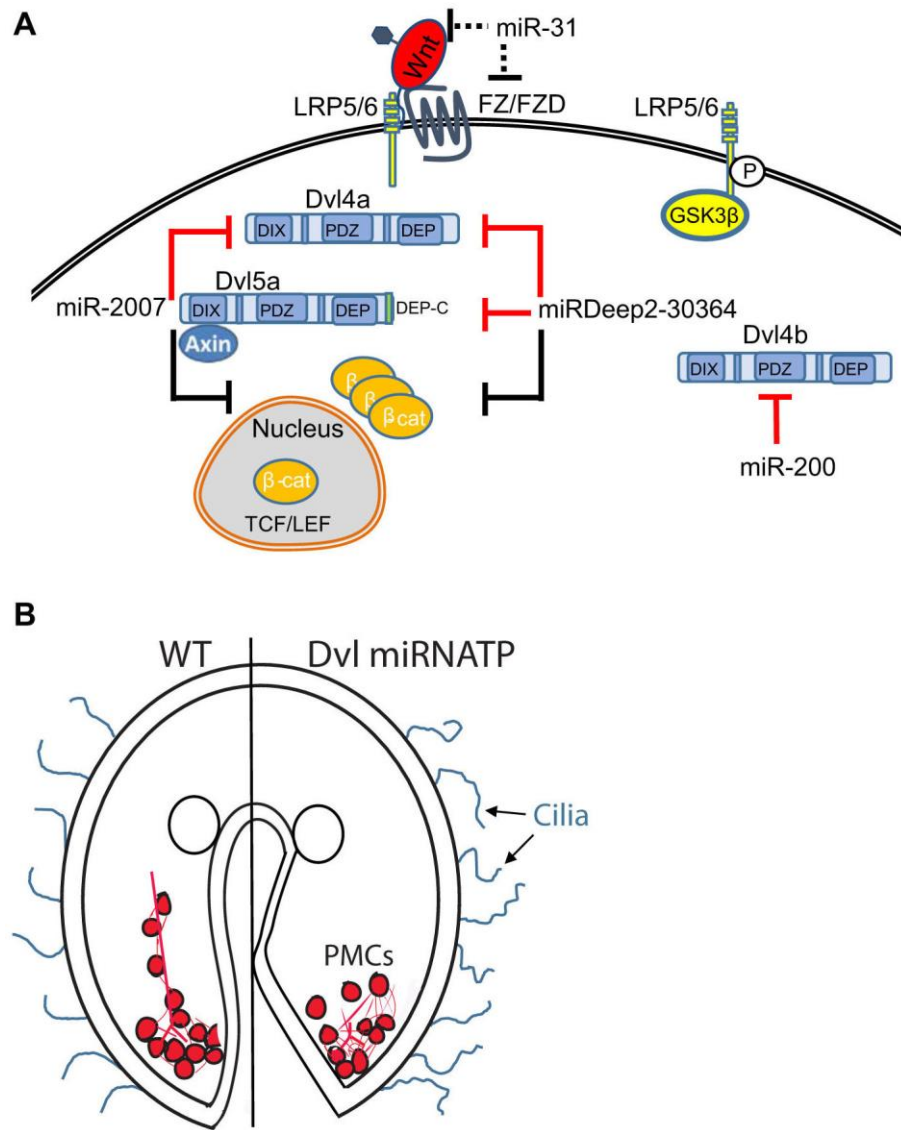 A
miR-31
Wnt
LRP5/6
FZ/FZD
LRP5/6
P
GSK3β
Dvl4a
DIX
PDZ
DEP
miR-2007
Dvl5a
DIX
PDZ
DEP
DEP-C
Axin
miRDeep2-30364
Dvl4b
DIX
PDZ
DEP
miR-200
β
β
β-cat
Nucleus
β-cat
TCF/LEF
B
WT
Dvl miRNATP
Cilia
PMCs